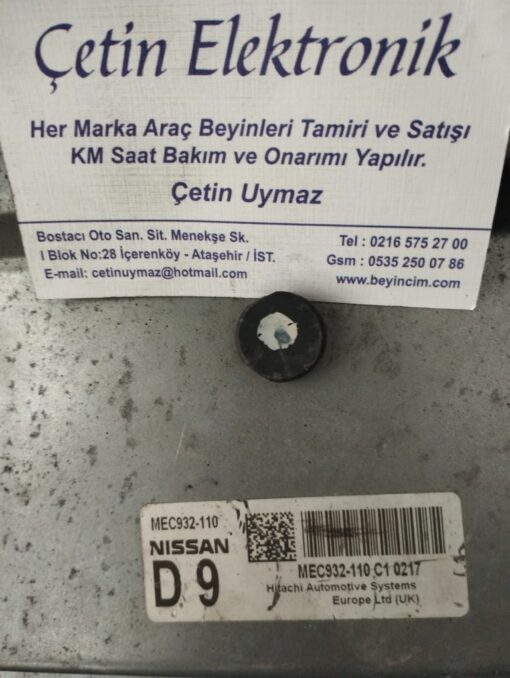 Çetin Elektronik
Her Marka Araç Beyinleri Tamiri ve Satışı
KM Saat Bakım ve Onarımı Yapılır.
Çetin Uymaz
Bostacı Oto San. Sit. Menekşe Sk.
I Blok No:28 İçerenköy - Ataşehir / İST.
E-mail: cetinuymaz@hotmail.com
Tel : 0216 575 27 00
Gsm : 0535 250 07 86
www.beyincim.com
MEC932-110
NISSAN
D 9
MEC932-110 C1 0217
Hitachi Automotive Systems
Europe Ltd (UK)